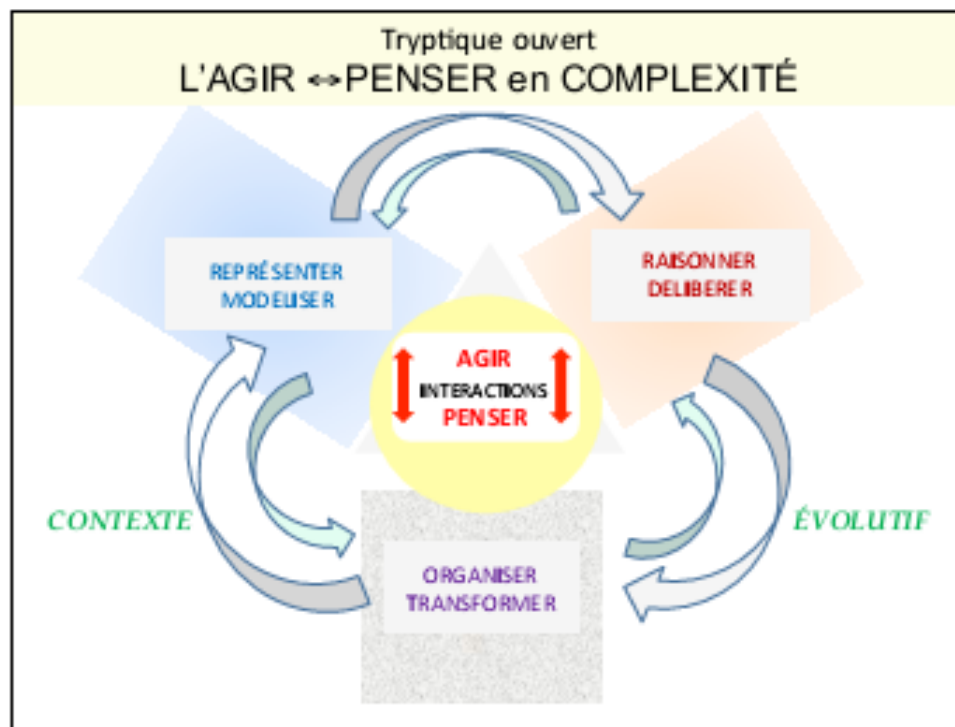 Tryptique ouvert
L'AGIR ↔PENSER en COMPLEXITÉ
REPRÉSENTER
MODELISER
RAISONNER
DELIBERER
AGIR
INTERACTIONS
PENSER
CONTEXTE
ÉVOLUTIF
ORGANISER
TRANSFORMER